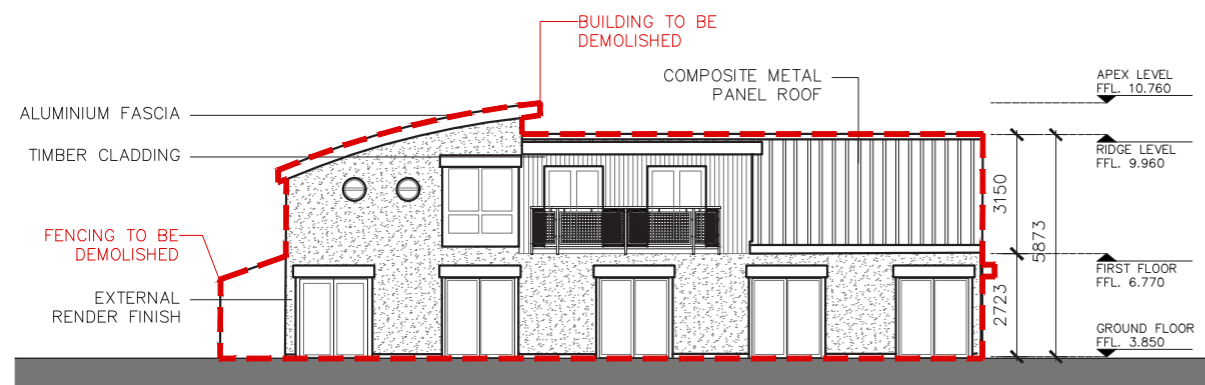 BUILDING TO BE
DEMOLISHED
COMPOSITE METAL
PANEL ROOF
APEX LEVEL
FFL. 10.760
ALUMINIUM FASCIA
TIMBER CLADDING
RIDGE LEVEL
FFL. 9.960
3150
5873
FENCING TO BE
DEMOLISHED
FIRST FLOOR
FFL. 6.770
EXTERNAL
RENDER FINISH
2723
GROUND FLOOR
FFL. 3.850